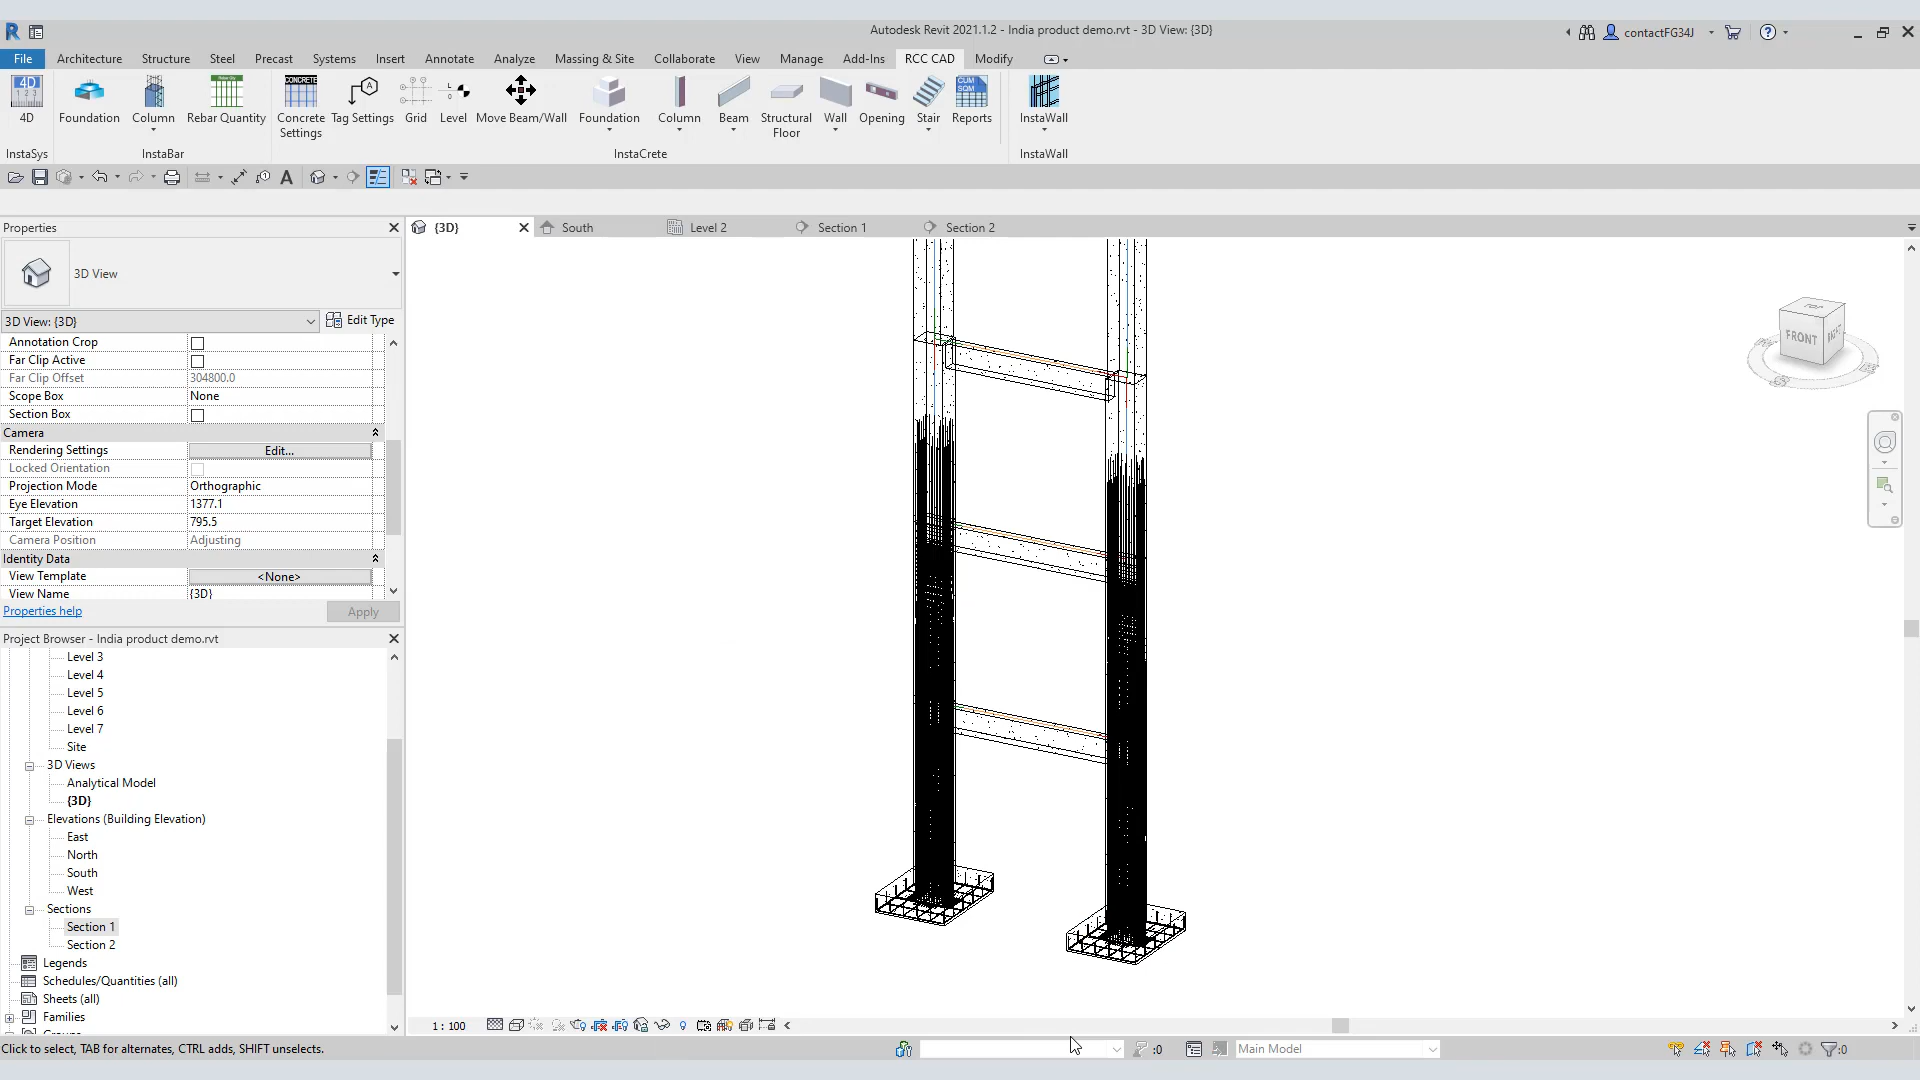 Autodesk Revit 2021.1.2 - India product demo.rvt - 3D View: {3D}
contactFG34J
File Architecture Structure Steel Precast Systems Insert Annotate Analyze Massing & Site Collaborate View Manage Add-Ins RCC CAD Modify
4D Foundation Column Rebar Quantity Concrete Settings Tag Settings Grid Level Move Beam/Wall Foundation Column Beam Structural Floor Wall Opening Stair Reports InstaWall
InstaSys InstaBar InstaCrete InstaWall
Properties
{3D} South Level 2 Section 1 Section 2
3D View
3D View: {3D} Edit Type
Annotation Crop
Far Clip Active
Far Clip Offset 304800.0
Scope Box None
Section Box
Camera
Rendering Settings Edit...
Locked Orientation
Projection Mode Orthographic
Eye Elevation 1377.1
Target Elevation 795.5
Camera Position Adjusting
Identity Data
View Template <None>
View Name {3D}
Properties help Apply
FRONT
Project Browser - India product demo.rvt
Level 3
Level 4
Level 5
Level 6
Level 7
Site
3D Views
Analytical Model
{3D}
Elevations (Building Elevation)
East
North
South
West
Sections
Section 1
Section 2
Legends
Schedules/Quantities (all)
Sheets (all)
Families
1 : 100
Click to select, TAB for alternates, CTRL adds, SHIFT unselects.
:0
Main Model
:0